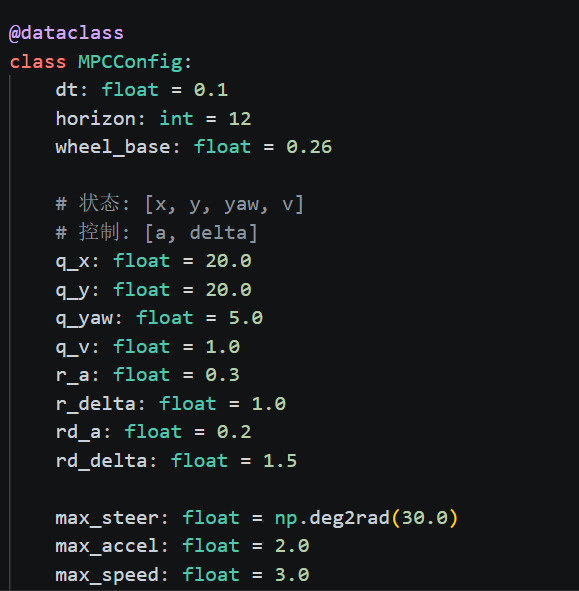 @dataclass
class MPCConfig:
    dt: float = 0.1
    horizon: int = 12
    wheel_base: float = 0.26

    # 状态: [x, y, yaw, v]
    # 控制: [a, delta]
    q_x: float = 20.0
    q_y: float = 20.0
    q_yaw: float = 5.0
    q_v: float = 1.0
    r_a: float = 0.3
    r_delta: float = 1.0
    rd_a: float = 0.2
    rd_delta: float = 1.5

    max_steer: float = np.deg2rad(30.0)
    max_accel: float = 2.0
    max_speed: float = 3.0